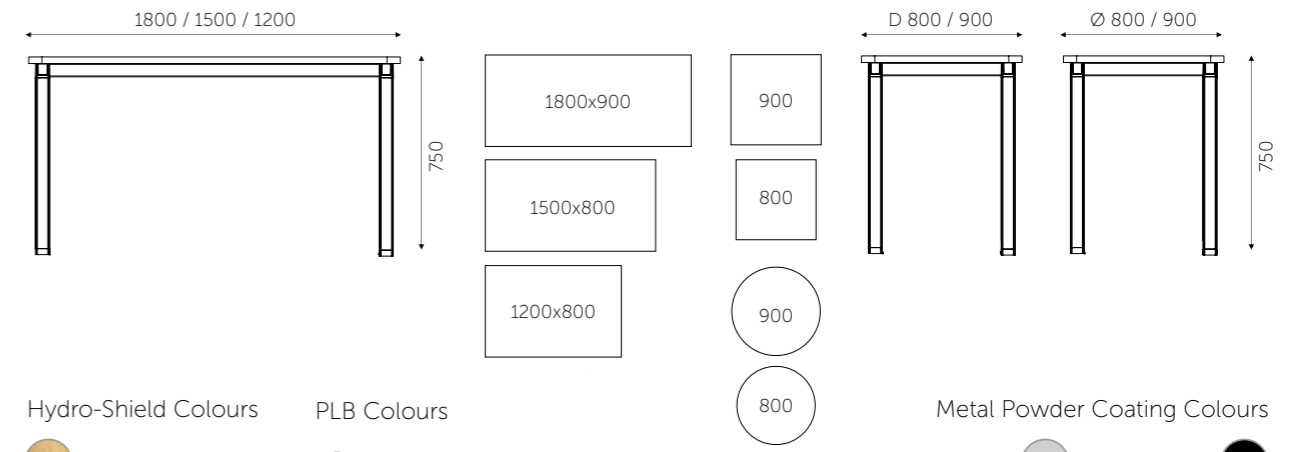 1800 / 1500 / 1200
D 800 / 900
Ø 800 / 900
1800x900
900
750
750
1500x800
800
1200x800
900
800
Hydro-Shield Colours
PLB Colours
Metal Powder Coating Colours